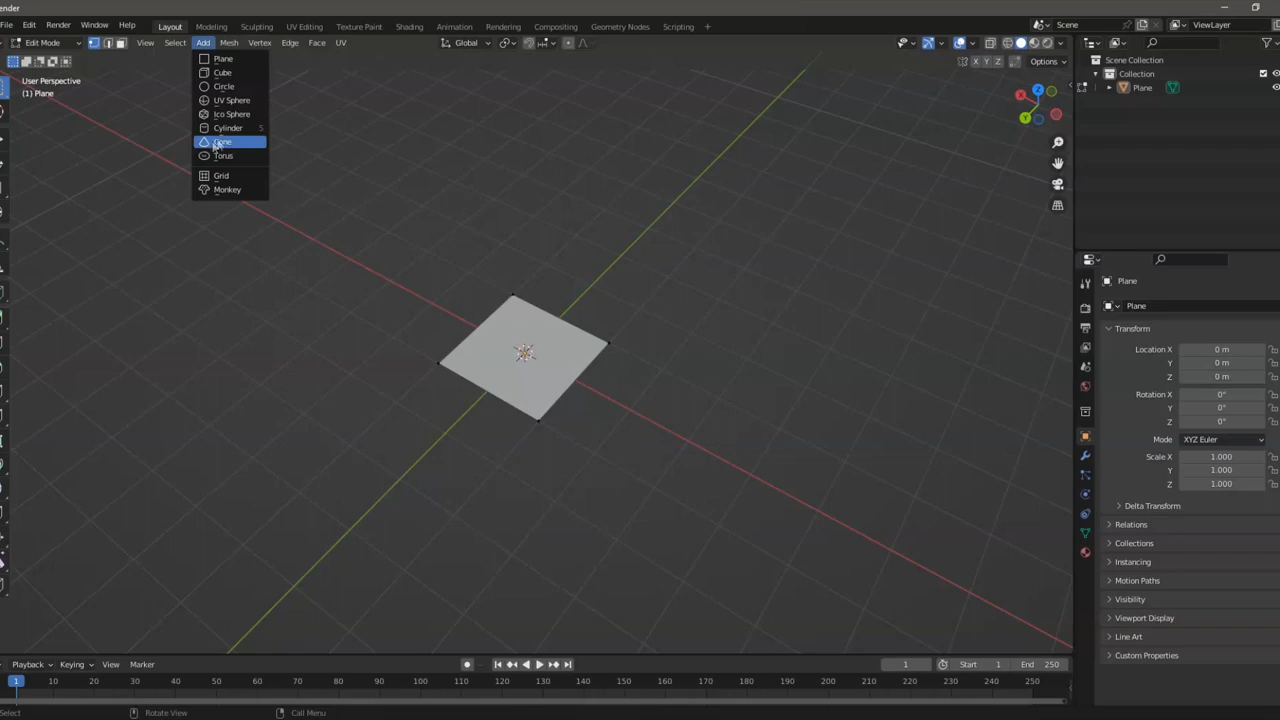 ender
File Edit Render Window Help Layout Modeling Sculpting UV Editing Texture Paint Shading Animation Rendering Compositing Geometry Nodes Scripting + Scene ViewLayer
Edit Mode View Select Add Mesh Vertex Edge Face UV Global
X Y Z Options
User Perspective
(1) Plane
Plane
Cube
Circle
UV Sphere
Ico Sphere
Cylinder 5
Cone
Torus
Grid
Monkey
X Y Z
Scene Collection
Collection
Plane
Plane
Plane
Transform
Location X 0 m
Y 0 m
Z 0 m
Rotation X 0°
Y 0°
Z 0°
Mode XYZ Euler
Scale X 1.000
Y 1.000
Z 1.000
Delta Transform
Relations
Collections
Instancing
Motion Paths
Visibility
Viewport Display
Line Art
Custom Properties
Playback Keying View Marker 1 Start 1 End 250
1 10 20 30 40 50 60 70 80 90 100 110 120 130 140 150 160 170 180 190 200 210 220 230 240 250
Select Rotate View Call Menu